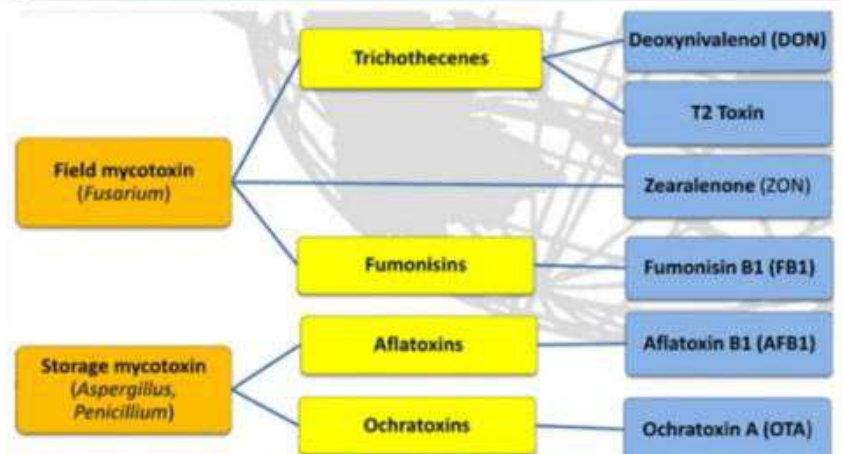 Trichothecenes
Deoxynivalenol (DON)
T2 Toxin
Field mycotoxin
(Fusarium)
Zearalenone (ZON)
Fumonisins
Fumonisin B1 (FB1)
Storage mycotoxin
(Aspergillus,
Penicillium)
Aflatoxins
Aflatoxin B1 (AFB1)
Ochratoxins
Ochratoxin A (OTA)